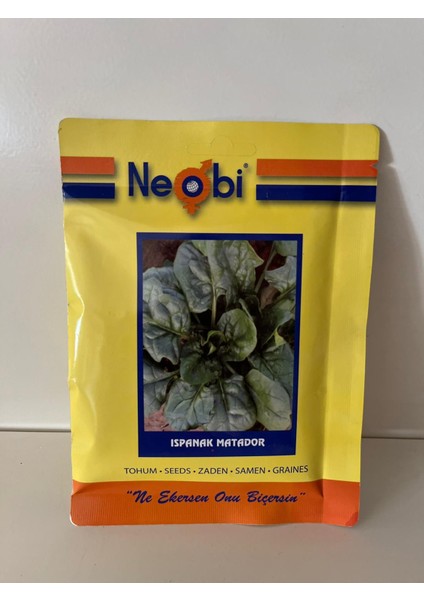 Neobi®
ISPANAK MATADOR
TOHUM • SEEDS • ZADEN • SAMEN • GRAINES
"Ne Ekersen Onu Biçersin"